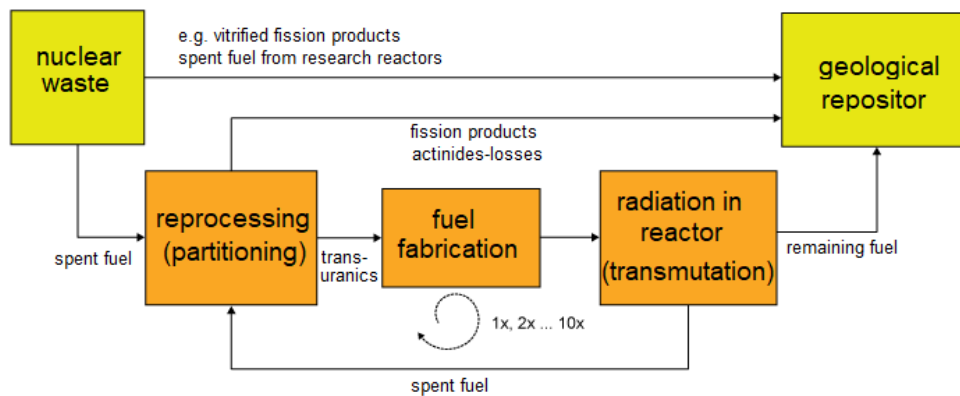 nuclear
waste
e.g. vitrified fission products
spent fuel from research reactors
geological
repositor
fission products
actinides-losses
reprocessing
(partitioning)
fuel
fabrication
radiation in
reactor
(transmutation)
spent fuel
trans-
uranics
remaining fuel
1x, 2x ... 10x
spent fuel